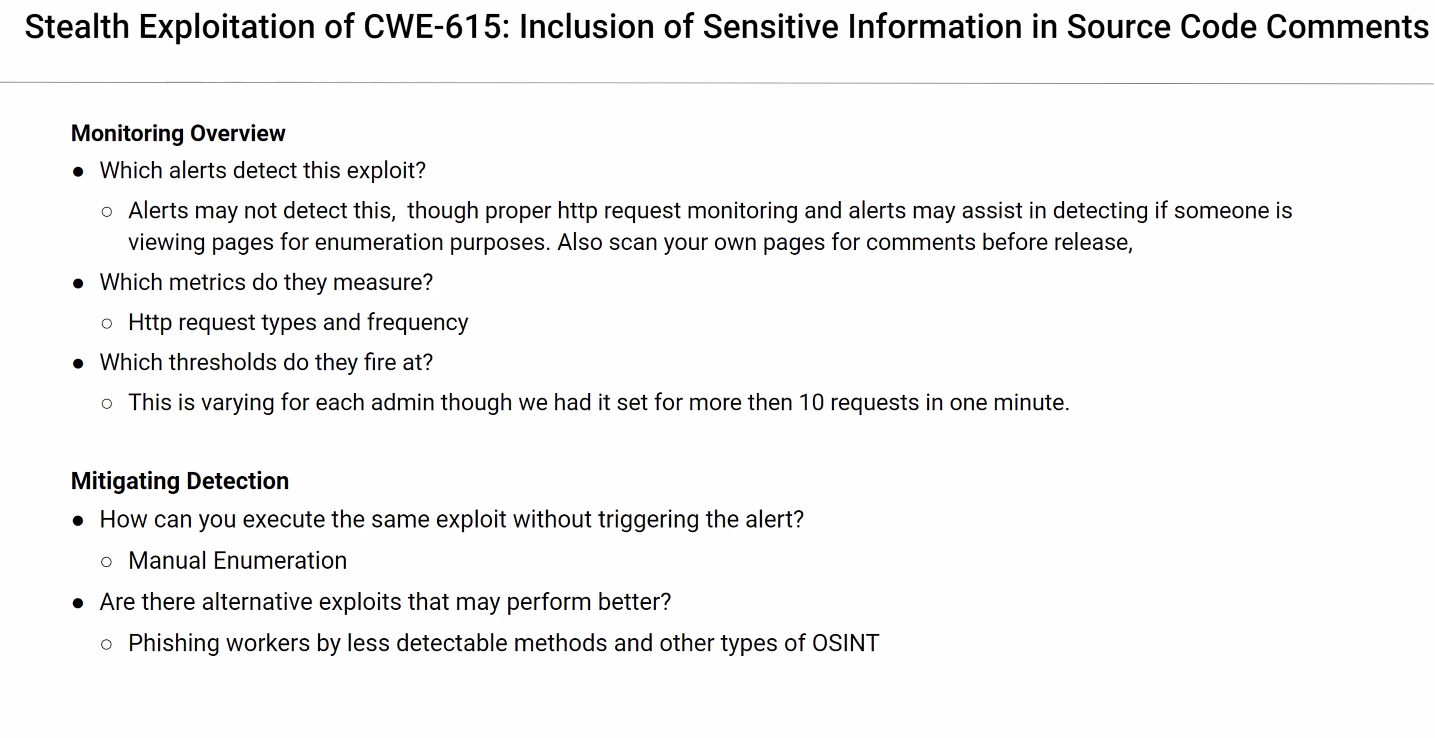 Stealth Exploitation of CWE-615: Inclusion of Sensitive Information in Source Code Comments
Monitoring Overview
● Which alerts detect this exploit?
○ Alerts may not detect this,  though proper http request monitoring and alerts may assist in detecting if someone is
viewing pages for enumeration purposes. Also scan your own pages for comments before release,
● Which metrics do they measure?
○ Http request types and frequency
● Which thresholds do they fire at?
○ This is varying for each admin though we had it set for more then 10 requests in one minute.
Mitigating Detection
● How can you execute the same exploit without triggering the alert?
○ Manual Enumeration
● Are there alternative exploits that may perform better?
○ Phishing workers by less detectable methods and other types of OSINT